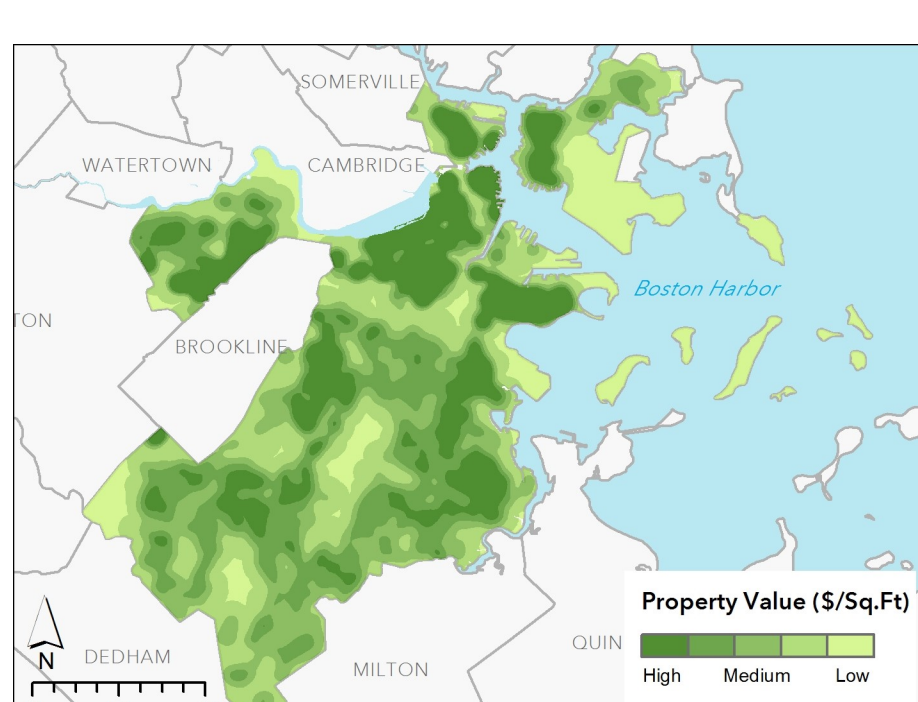 SOMERVILLE
WATERTOWN
CAMBRIDGE
Boston Harbor
TON
BROOKLINE
Property Value ($/Sq.Ft)
High Medium Low
N
DEDHAM
MILTON
QUIN